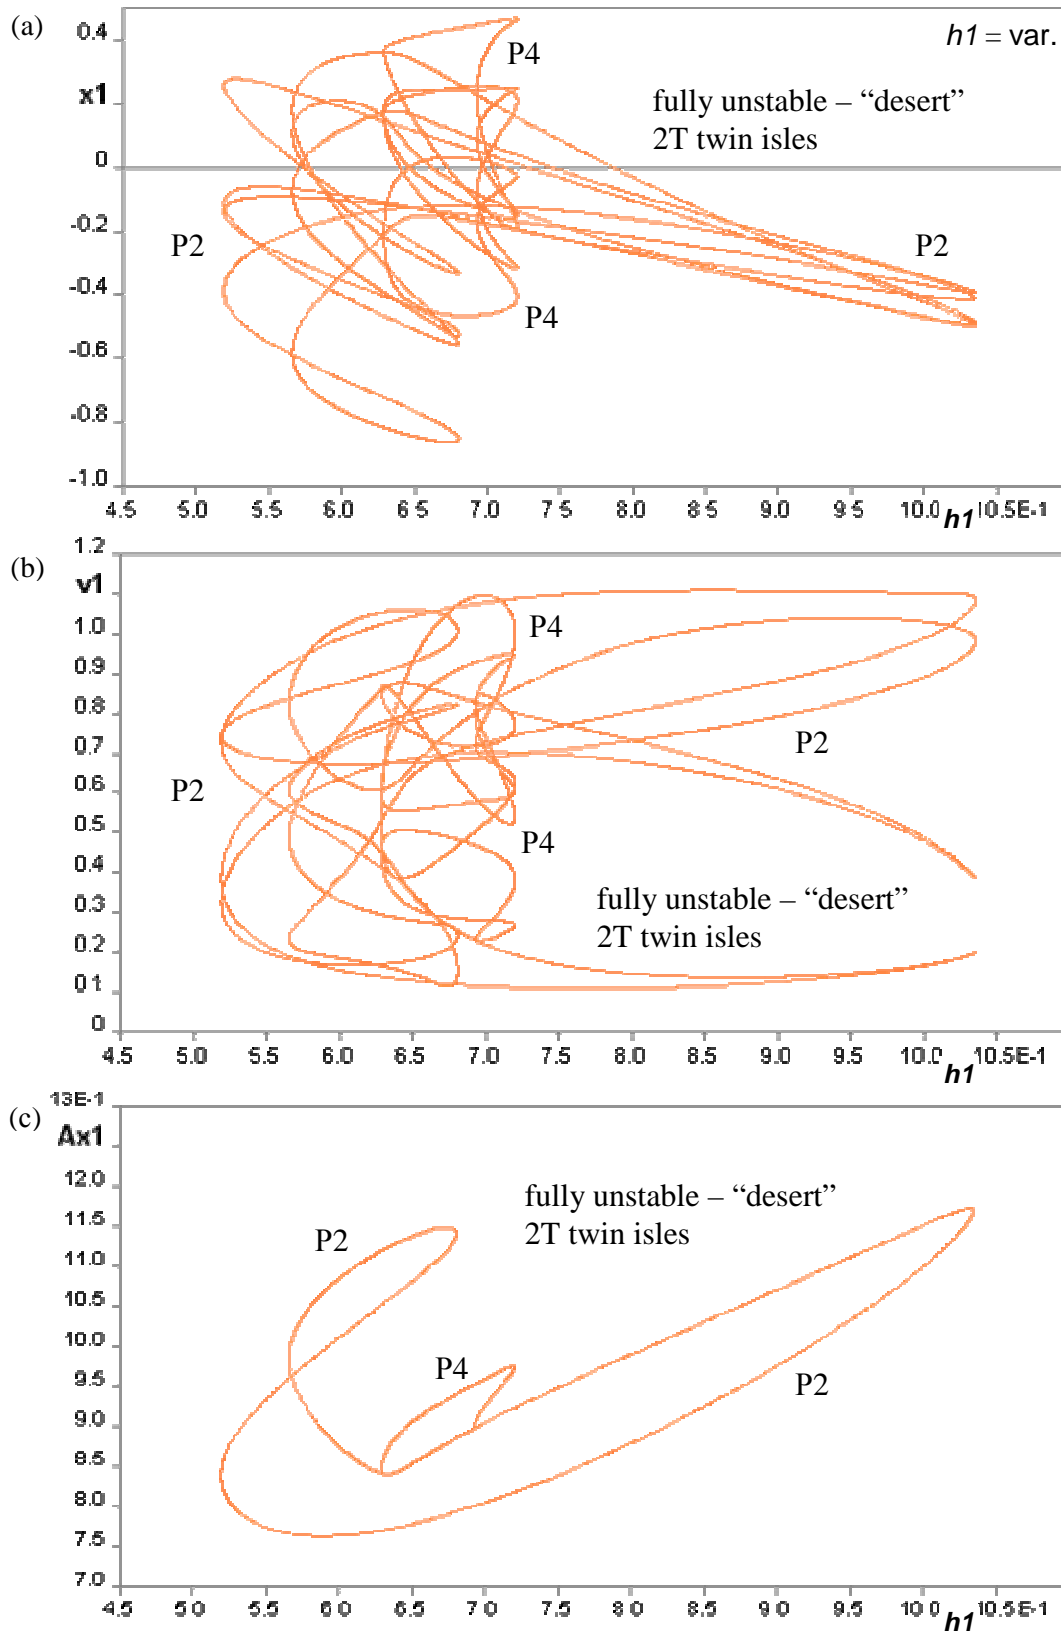 (a)
h1 = var.
0.4
x1
0
-0.2
-0.4
-0.6
-0.8
-1.0
P4
fully unstable – “desert”
2T twin isles
P2
P2
P4
4.5 5.0 5.5 6.0 6.5 7.0 7.5 8.0 8.5 9.0 9.5 10.0 h1 10.5E-1
(b)
1.2
v1
1.0
0.9
0.8
0.7
0.6
0.5
0.4
0.3
0.2
0.1
0
P4
P2
P2
P4
fully unstable – “desert”
2T twin isles
4.5 5.0 5.5 6.0 6.5 7.0 7.5 8.0 8.5 9.0 9.5 10.0 h1 10.5E-1
(c)
13E-1
Ax1
12.0
11.5
11.0
10.5
10.0
9.5
9.0
8.5
8.0
7.5
7.0
fully unstable – “desert”
2T twin isles
P2
P4
P2
4.5 5.0 5.5 6.0 6.5 7.0 7.5 8.0 8.5 9.0 9.5 10.0 h1 10.5E-1